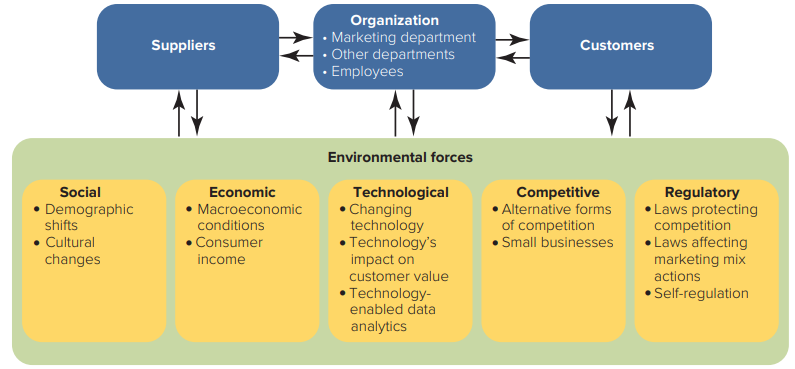 Suppliers
Organization
• Marketing department
• Other departments
• Employees
Customers
Environmental forces
Social
• Demographic
shifts
• Cultural
changes
Economic
• Macroeconomic
conditions
• Consumer
income
Technological
• Changing
technology
• Technology’s
impact on
customer value
• Technology-
enabled data
analytics
Competitive
• Alternative forms
of competition
• Small businesses
Regulatory
• Laws protecting
competition
• Laws affecting
marketing mix
actions
• Self-regulation